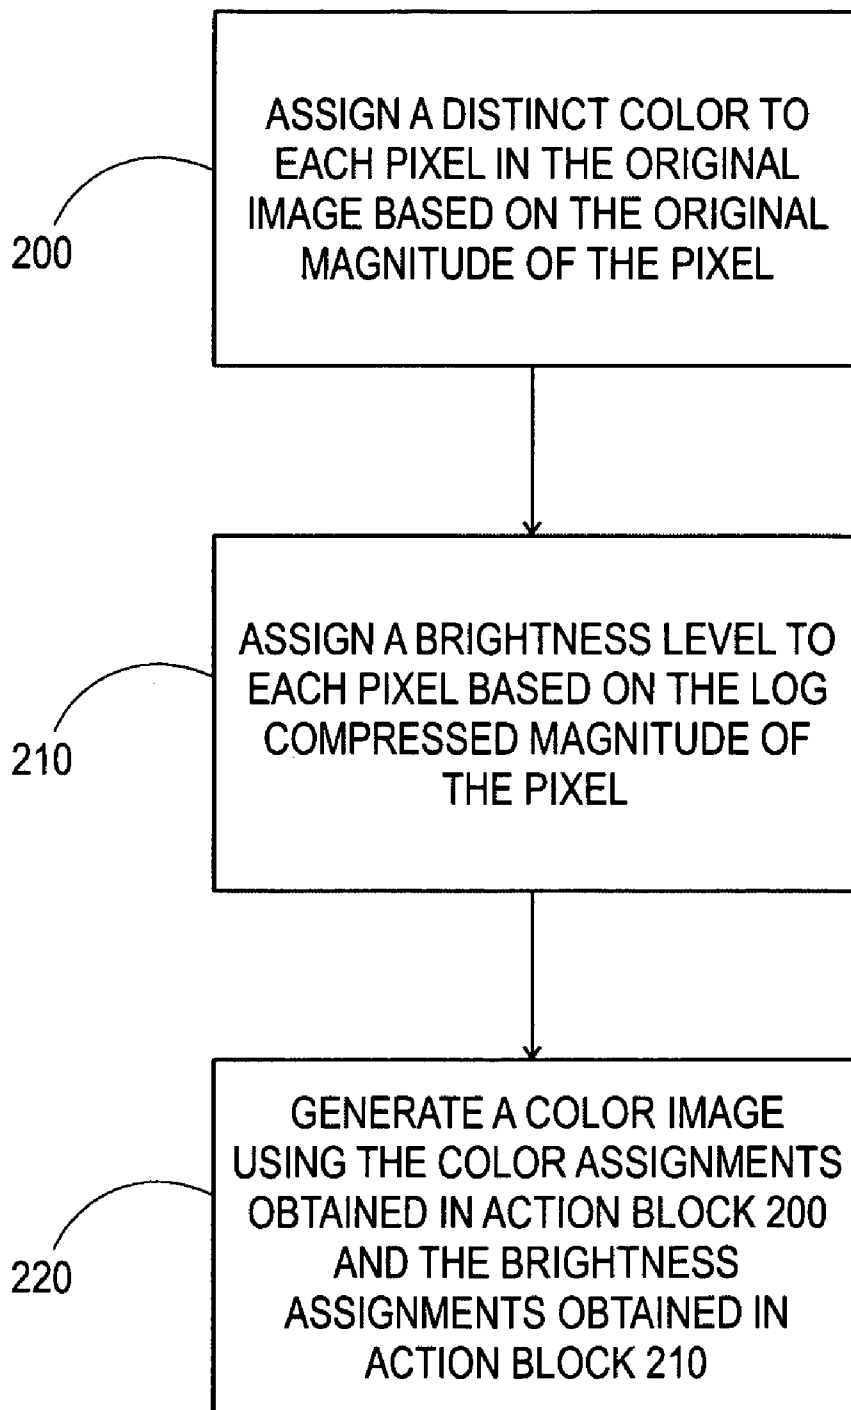 ASSIGN A DISTINCT COLOR TO
EACH PIXEL IN THE ORIGINAL
IMAGE BASED ON THE ORIGINAL
MAGNITUDE OF THE PIXEL
200
ASSIGN A BRIGHTNESS LEVEL TO
EACH PIXEL BASED ON THE LOG
COMPRESSED MAGNITUDE OF
THE PIXEL
210
GENERATE A COLOR IMAGE
USING THE COLOR ASSIGNMENTS
OBTAINED IN ACTION BLOCK 200
AND THE BRIGHTNESS
ASSIGNMENTS OBTAINED IN
ACTION BLOCK 210
220